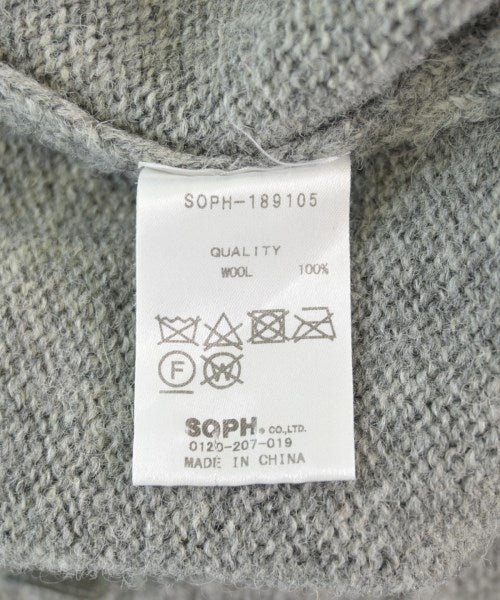 SOPH-189105
QUALITY
WOOL 100%
F W
SOPH. CO.,LTD.
0120-207-019
MADE IN CHINA